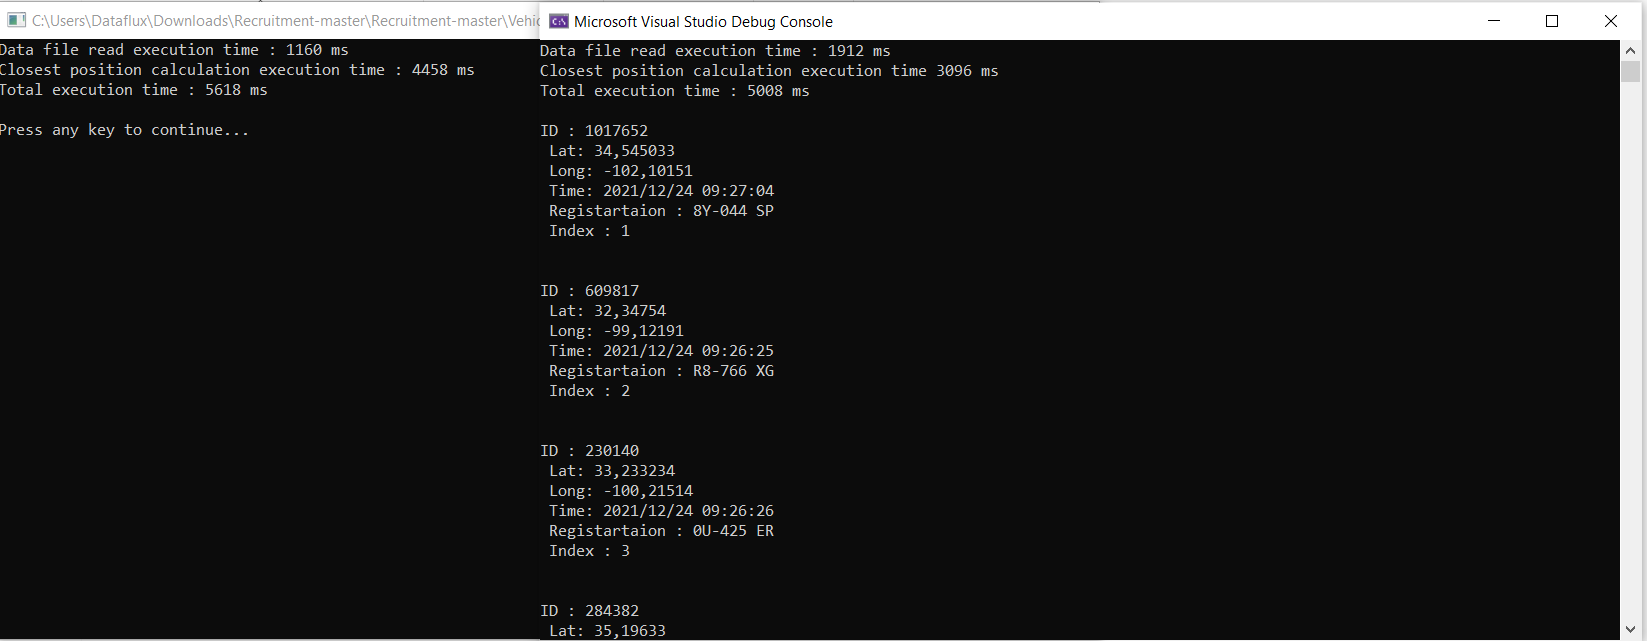 C:\Users\Dataflux\Downloads\Recruitment-master\Recruitment-master\Vehic
Data file read execution time : 1160 ms
Closest position calculation execution time : 4458 ms
Total execution time : 5618 ms
Press any key to continue...
Microsoft Visual Studio Debug Console
Data file read execution time : 1912 ms
Closest position calculation execution time 3096 ms
Total execution time : 5008 ms
ID : 1017652
Lat: 34,545033
Long: -102,10151
Time: 2021/12/24 09:27:04
Registartaion : 8Y-044 SP
Index : 1
ID : 609817
Lat: 32,34754
Long: -99,12191
Time: 2021/12/24 09:26:25
Registartaion : R8-766 XG
Index : 2
ID : 230140
Lat: 33,233234
Long: -100,21514
Time: 2021/12/24 09:26:26
Registartaion : 0U-425 ER
Index : 3
ID : 284382
Lat: 35,19633